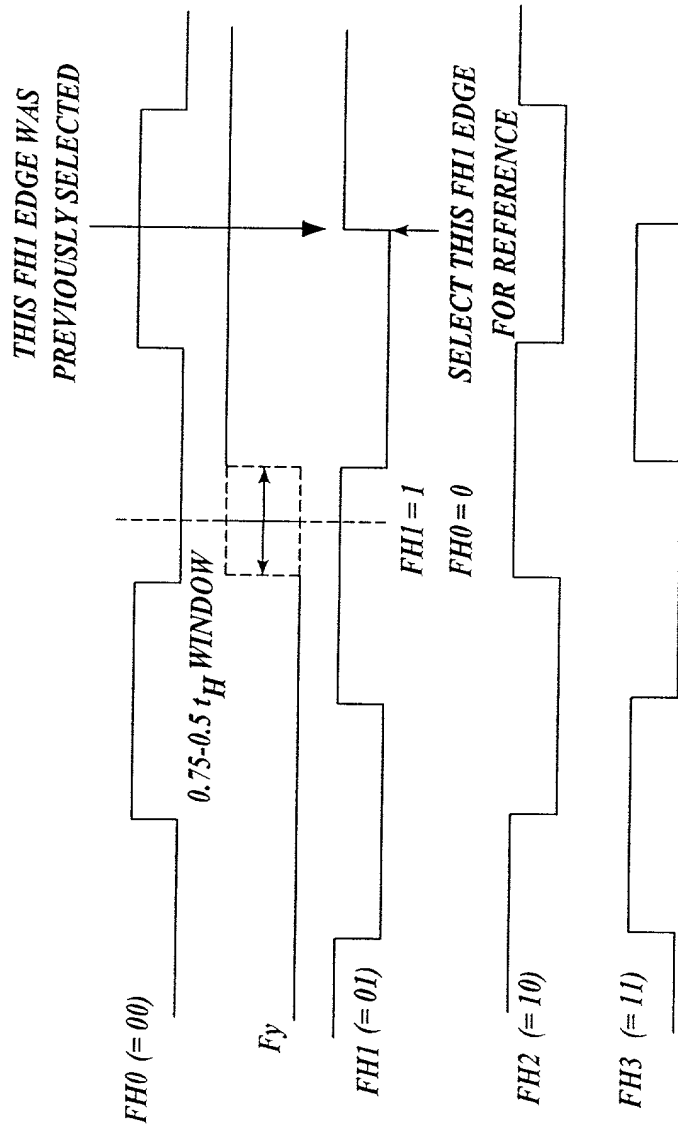 THIS FH1 EDGE WAS
PREVIOUSLY SELECTED
FH0 (= 00)
0.75-0.5 tH WINDOW
Fy
FH1 (= 01)
FH1 = 1
FH0 = 0
SELECT THIS FH1 EDGE
FOR REFERENCE
FH2 (= 10)
FH3 (= 11)